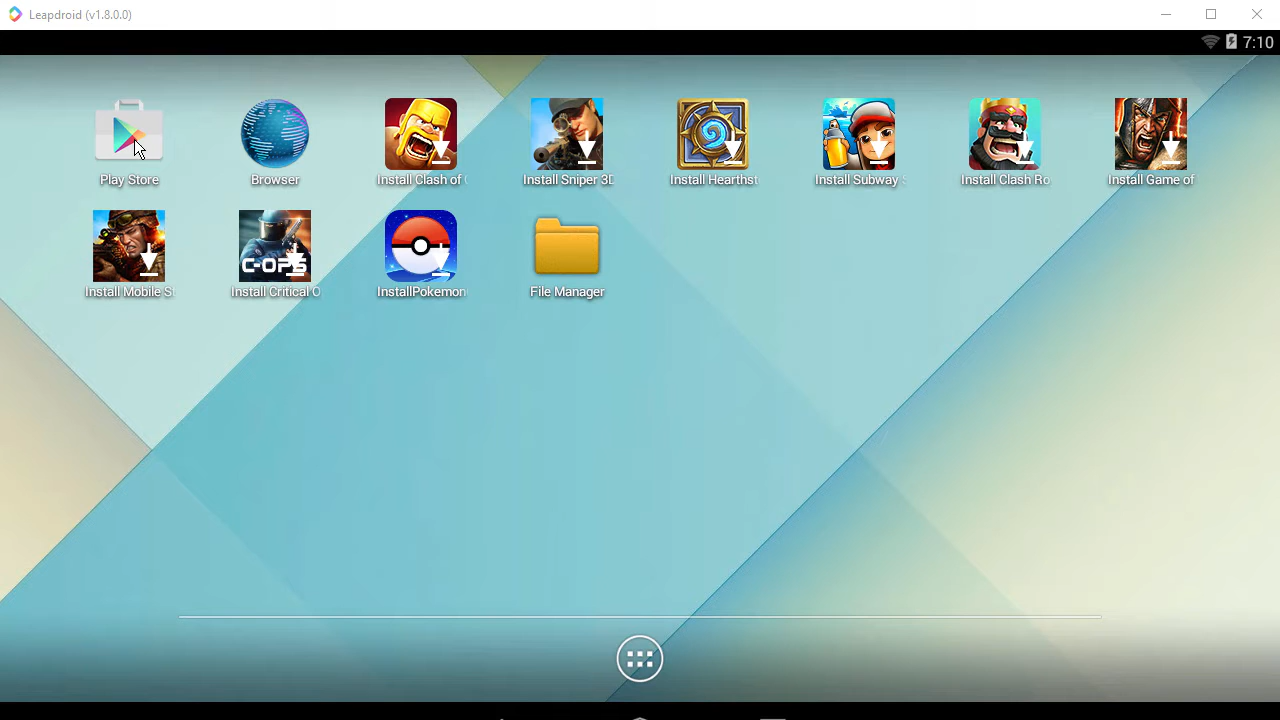 Leapdroid (v1.8.0.0)
7:10
Play Store
Browser
Install Clash of
Install Sniper 3D
Install Hearthst
Install Subway
Install Clash Ro
Install Game of
Install Mobile S
C-OPS
Install Critical O
InstallPokemon
File Manager